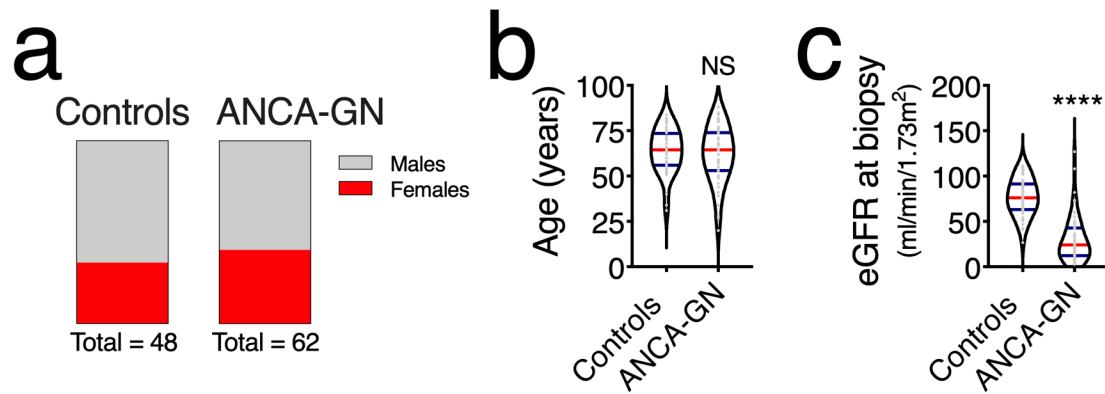 a
Controls ANCA-GN
Males
Females
Total = 48 Total = 62
b
Age (years)
100
75
50
25
0
NS
Controls
ANCA-GN
c
eGFR at biopsy
(ml/min/1.73m²)
200
150
100
50
0
****
Controls
ANCA-GN